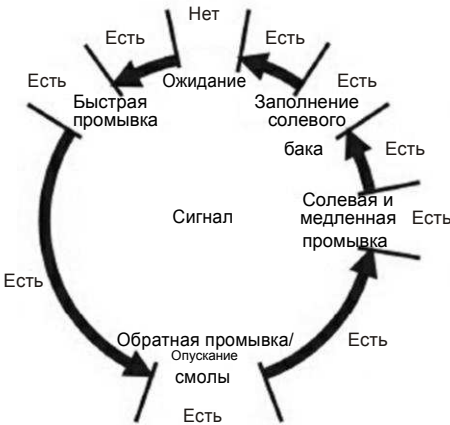 Нет
Есть
Есть
Есть
Ожидание
Есть
Быстрая
промывка
Заполнение
солевого
бака
Есть
Есть
Солевая и
медленная
промывка
Есть
Сигнал
Есть
Обратная промывка/
Опускание
смолы
Есть
Есть